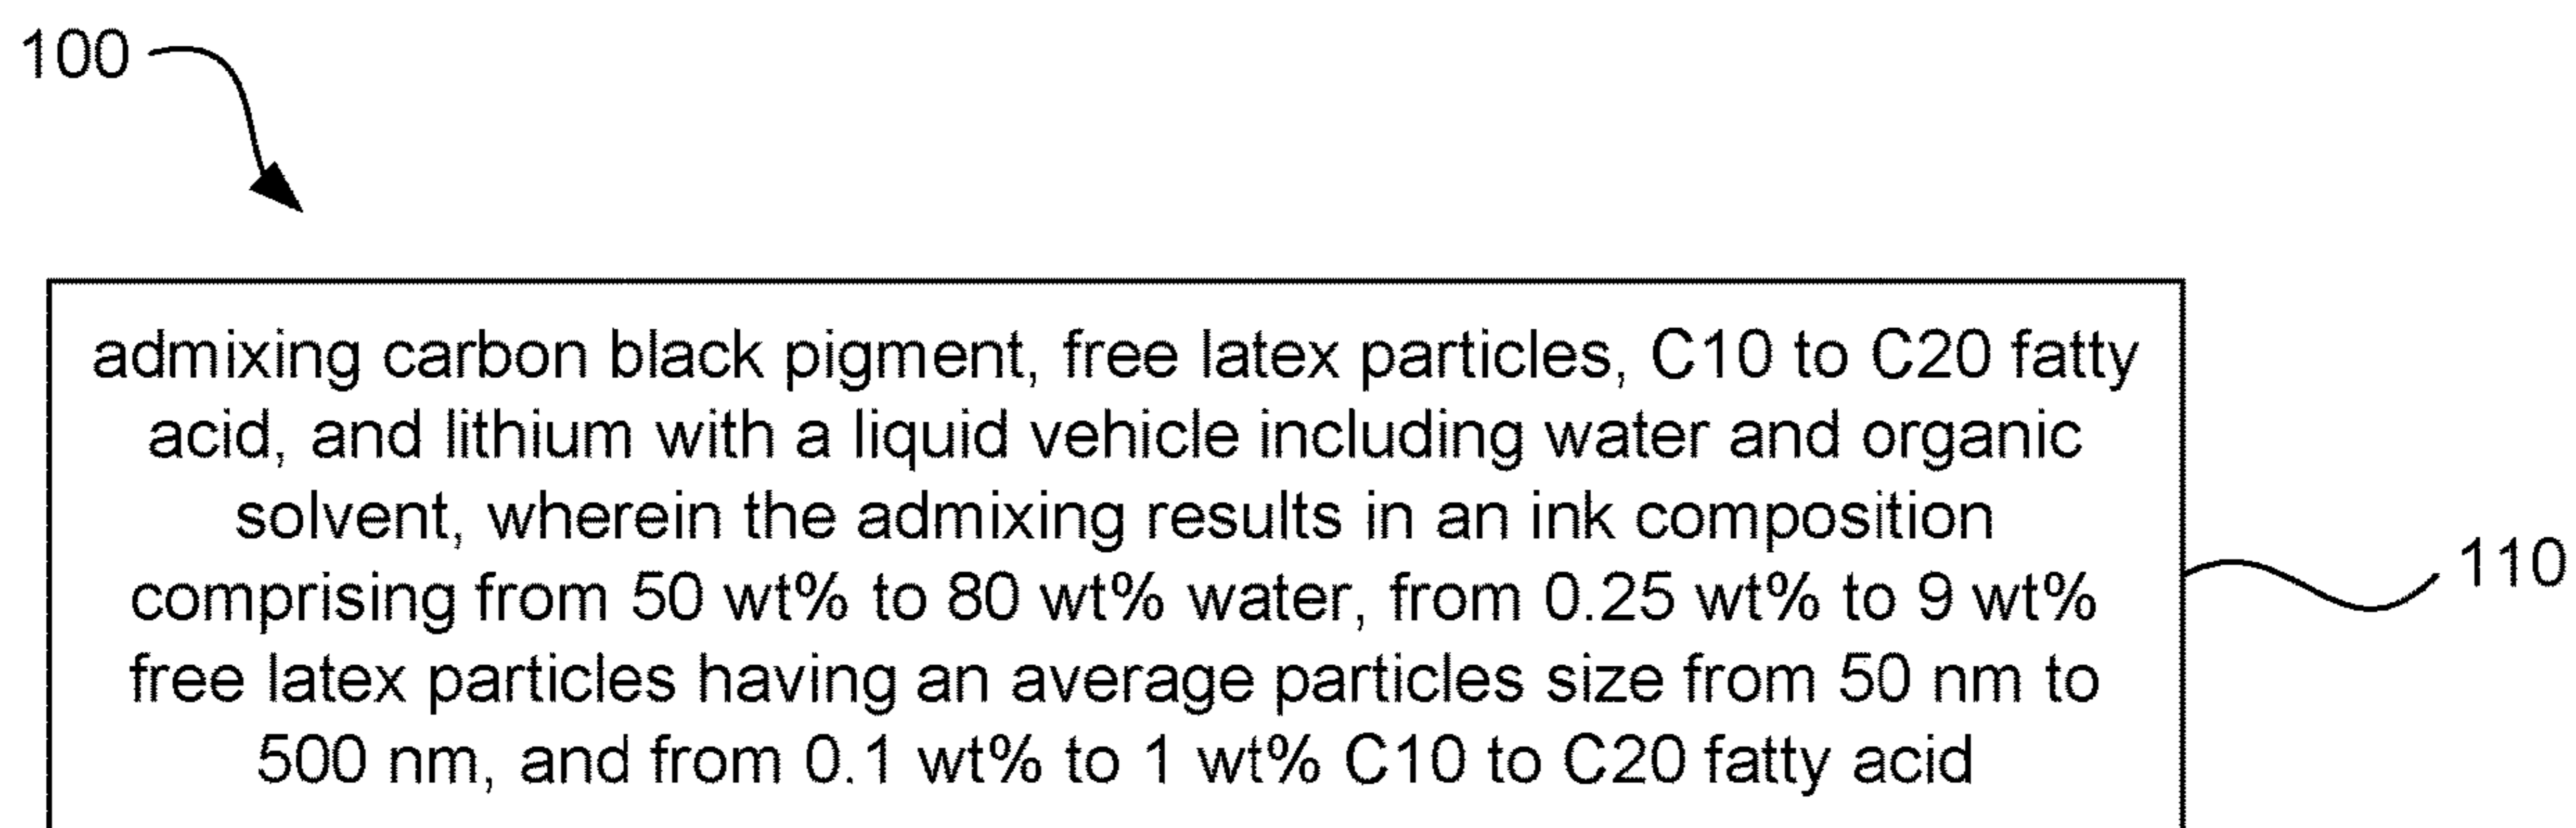 100
admixing carbon black pigment, free latex particles, C10 to C20 fatty
acid, and lithium with a liquid vehicle including water and organic
solvent, wherein the admixing results in an ink composition
comprising from 50 wt% to 80 wt% water, from 0.25 wt% to 9 wt%
free latex particles having an average particles size from 50 nm to
500 nm, and from 0.1 wt% to 1 wt% C10 to C20 fatty acid
110